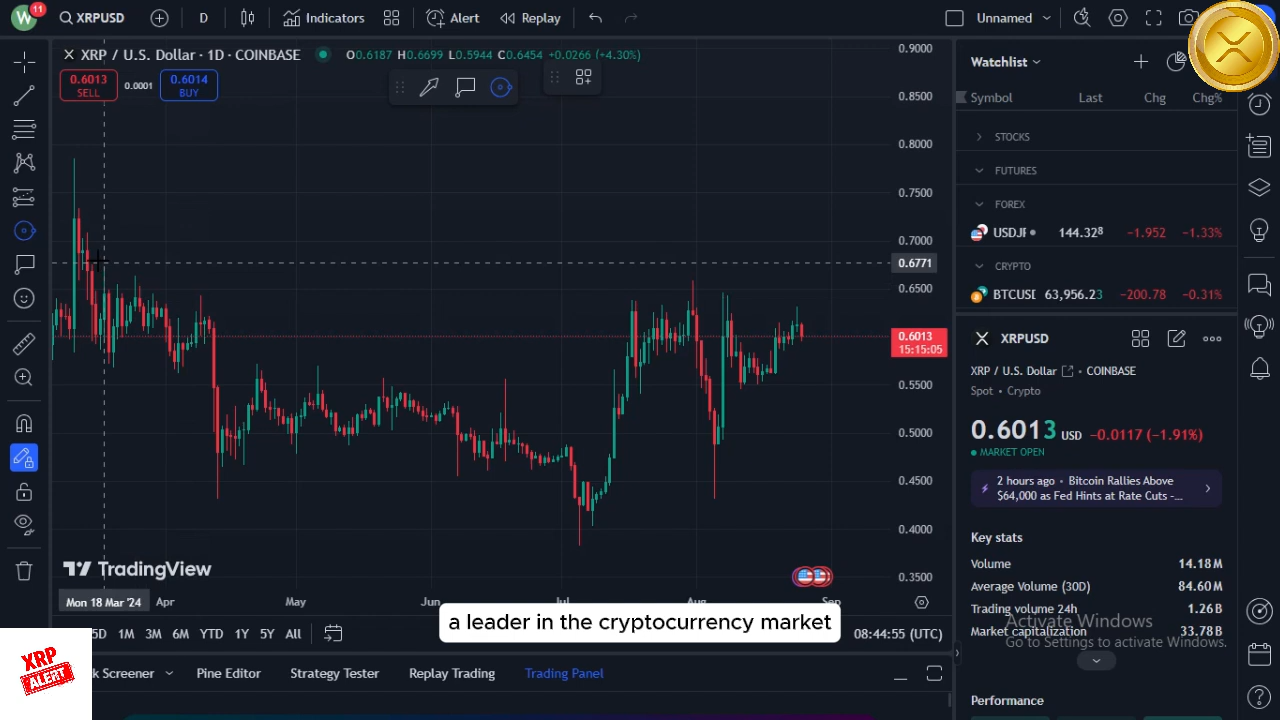 W
11
XRPUSD
D
Indicators
Alert
Replay
Unnamed
XRP / U.S. Dollar · 1D · COINBASE
O0.6187 H0.6699 L0.5944 C0.6454 +0.0266 (+4.30%)
0.6013
SELL
0.0001
0.6014
BUY
0.9000
0.8500
0.8000
0.7500
0.7000
0.6771
0.6500
0.6013
15:15:05
0.5500
0.5000
0.4500
0.4000
0.3500
TradingView
Mon 18 Mar '24
Apr
May
Jun
Jul
Aug
Sep
a leader in the cryptocurrency market
5D
1M
3M
6M
YTD
1Y
5Y
All
08:44:55 (UTC)
Screener
Pine Editor
Strategy Tester
Replay Trading
Trading Panel
XRP
ALERT
Watchlist
Symbol
Last
Chg
Chg%
STOCKS
FUTURES
FOREX
USDJF
144.328
−1.952
−1.33%
CRYPTO
BTCUSI
63,956.23
−200.78
−0.31%
XRPUSD
XRP / U.S. Dollar
• COINBASE
Spot • Crypto
0.6013 USD −0.0117 (−1.91%)
MARKET OPEN
2 hours ago • Bitcoin Rallies Above
$64,000 as Fed Hints at Rate Cuts -...
Key stats
Volume
14.18M
Average Volume (30D)
84.60M
Trading volume 24h
1.26B
Market capitalization
33.78B
Activate Windows
Go to Settings to activate Windows.
Performance